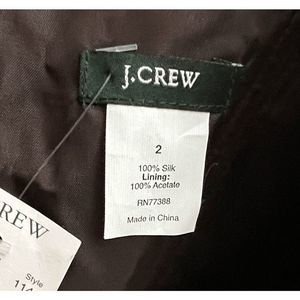 J.CREW
2
100% Silk
Lining:
100% Acetate
RN77388
Made in China
CREW
Style